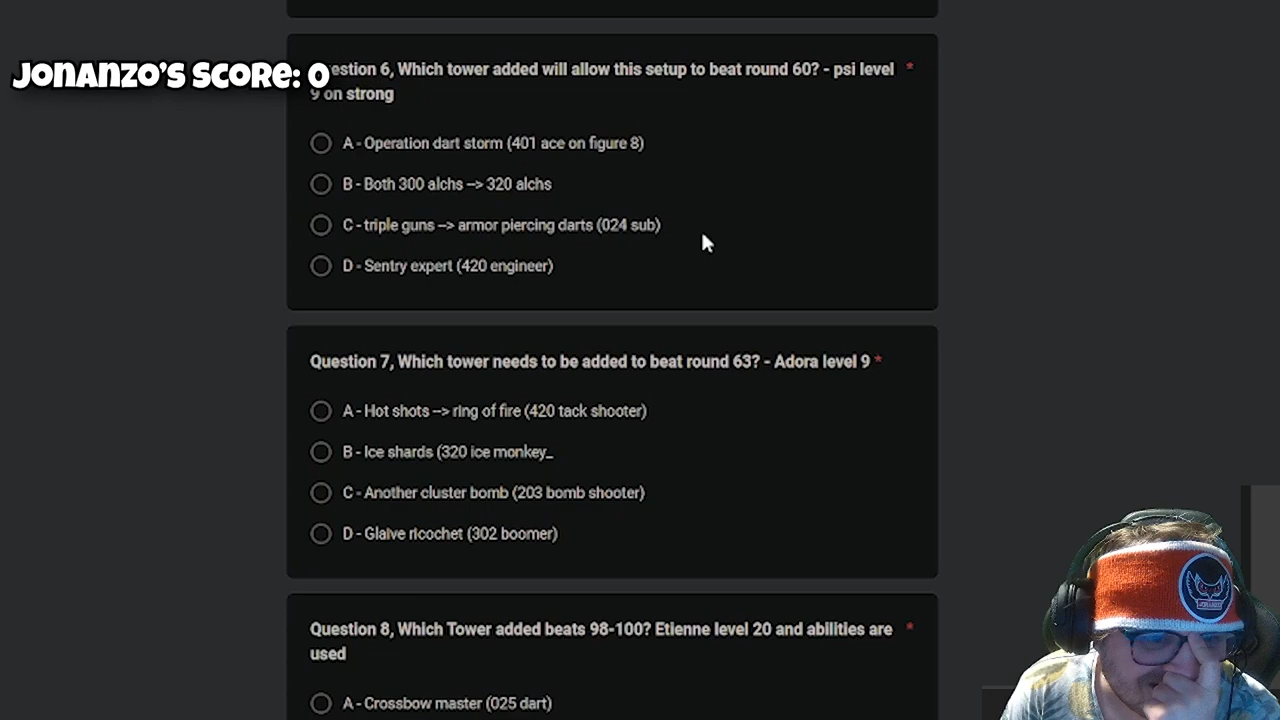 Jonanzo's Score: 0
estion 6, Which tower added will allow this setup to beat round 60? - psi level *
9 on strong
A - Operation dart storm (401 ace on figure 8)
B - Both 300 alchs --> 320 alchs
C - triple guns --> armor piercing darts (024 sub)
D - Sentry expert (420 engineer)
Question 7, Which tower needs to be added to beat round 63? - Adora level 9 *
A - Hot shots --> ring of fire (420 tack shooter)
B - Ice shards (320 ice monkey_
C - Another cluster bomb (203 bomb shooter)
D - Glaive ricochet (302 boomer)
Question 8, Which Tower added beats 98-100? Etienne level 20 and abilities are *
used
A - Crossbow master (025 dart)